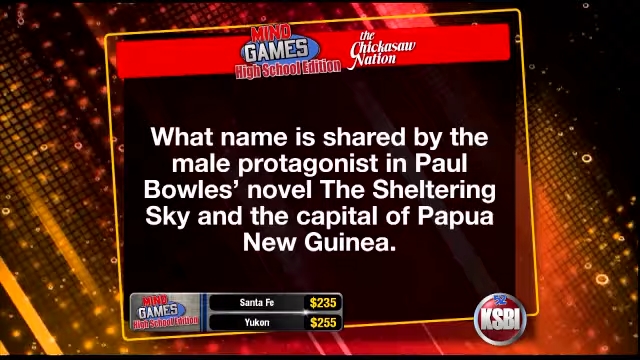 MIND
GAMES
High School Edition
the
Chickasaw
Nation
What name is shared by the
male protagonist in Paul
Bowles' novel The Sheltering
Sky and the capital of Papua
New Guinea.
MIND
GAMES
High School Edition
Santa Fe $235
Yukon $255
52
KSBI